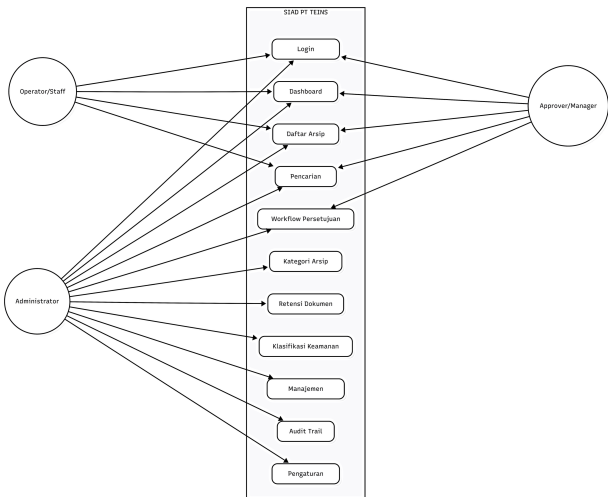 SIAD PT TEINS
Login
Operator/Staff
Dashboard
Approver/Manager
Daftar Arsip
Pencarian
Workflow Persetujuan
Kategori Arsip
Administrator
Retensi Dokumen
Klasifikasi Keamanan
Manajemen
Audit Trail
Pengaturan